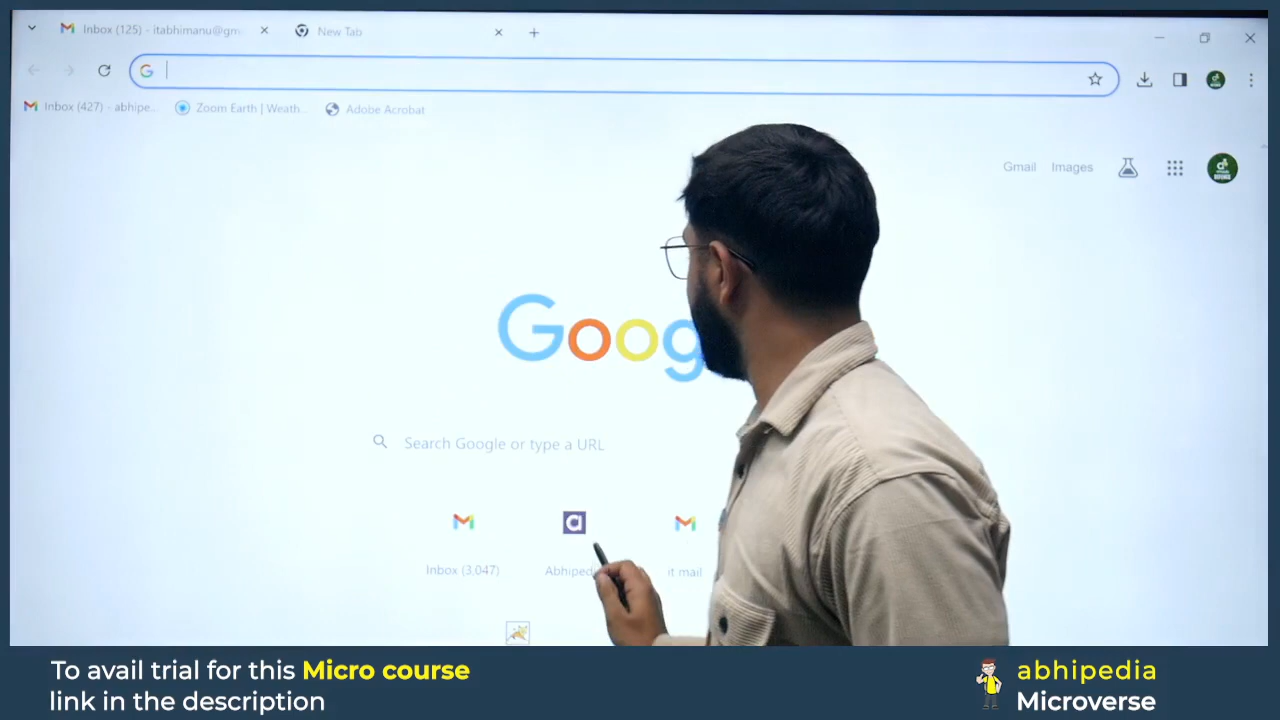 Inbox (125) - itabhimanu@gm
New Tab
Inbox (427) - abhipe...
Zoom Earth | Weath...
Adobe Acrobat
Gmail Images
Goog
Search Google or type a URL
Inbox (3,047)
Abhipedi
it mail
To avail trial for this Micro course
link in the description
abhipedia
Microverse